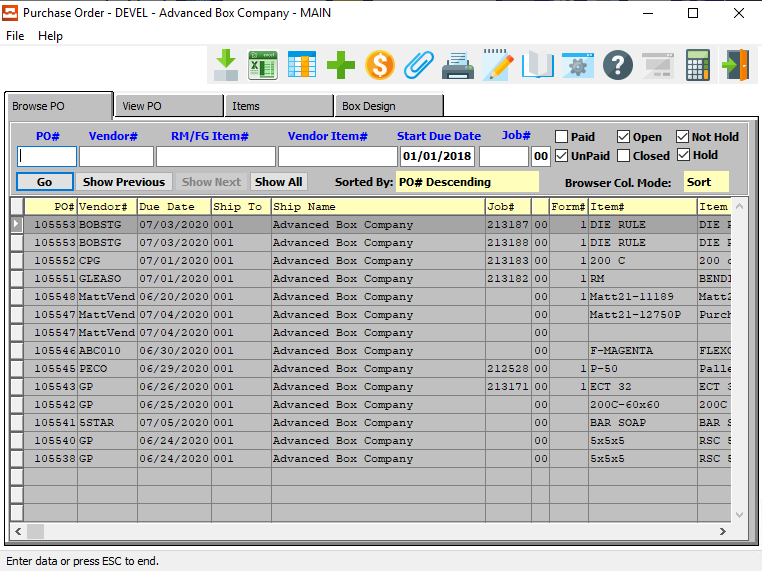 Purchase Order - DEVEL - Advanced Box Company - MAIN
File Help
Browse PO View PO Items Box Design
PO# Vendor# RM/FG Item# Vendor Item# Start Due Date Job# Paid Open Not Hold
01/01/2018 00 UnPaid Closed Hold
Go Show Previous Show Next Show All Sorted By: PO# Descending Browser Col. Mode: Sort
PO# Vendor# Due Date Ship To Ship Name Job# Form# Item# Item
105553 BOBSTG 07/03/2020 001 Advanced Box Company 213187 00 1 DIE RULE DIE
105553 BOBSTG 07/03/2020 001 Advanced Box Company 213188 00 1 DIE RULE DIE
105552 CPG 07/01/2020 001 Advanced Box Company 213183 00 1 200 C 200
105551 GLEASO 07/01/2020 001 Advanced Box Company 213182 00 1 RM BEND
105548 MattVend 06/20/2020 001 Advanced Box Company 00 1 Matt21-11189 Matt2
105547 MattVend 07/04/2020 001 Advanced Box Company 00 Matt21-12750P Purch
105547 MattVend 07/04/2020 001 Advanced Box Company 00
105546 ABC010 06/30/2020 001 Advanced Box Company 00 F-MAGENTA FLEXO
105545 PECO 06/29/2020 001 Advanced Box Company 212528 00 1 P-50 Palle
105543 GP 06/26/2020 001 Advanced Box Company 213171 00 1 ECT 32 ECT 3
105542 GP 06/25/2020 001 Advanced Box Company 00 200C-60x60 200C
105541 5STAR 07/05/2020 001 Advanced Box Company 00 BAR SOAP BAR S
105540 GP 06/24/2020 001 Advanced Box Company 00 5x5x5 RSC 5
105538 GP 06/24/2020 001 Advanced Box Company 00 5x5x5 RSC 5
Enter data or press ESC to end.